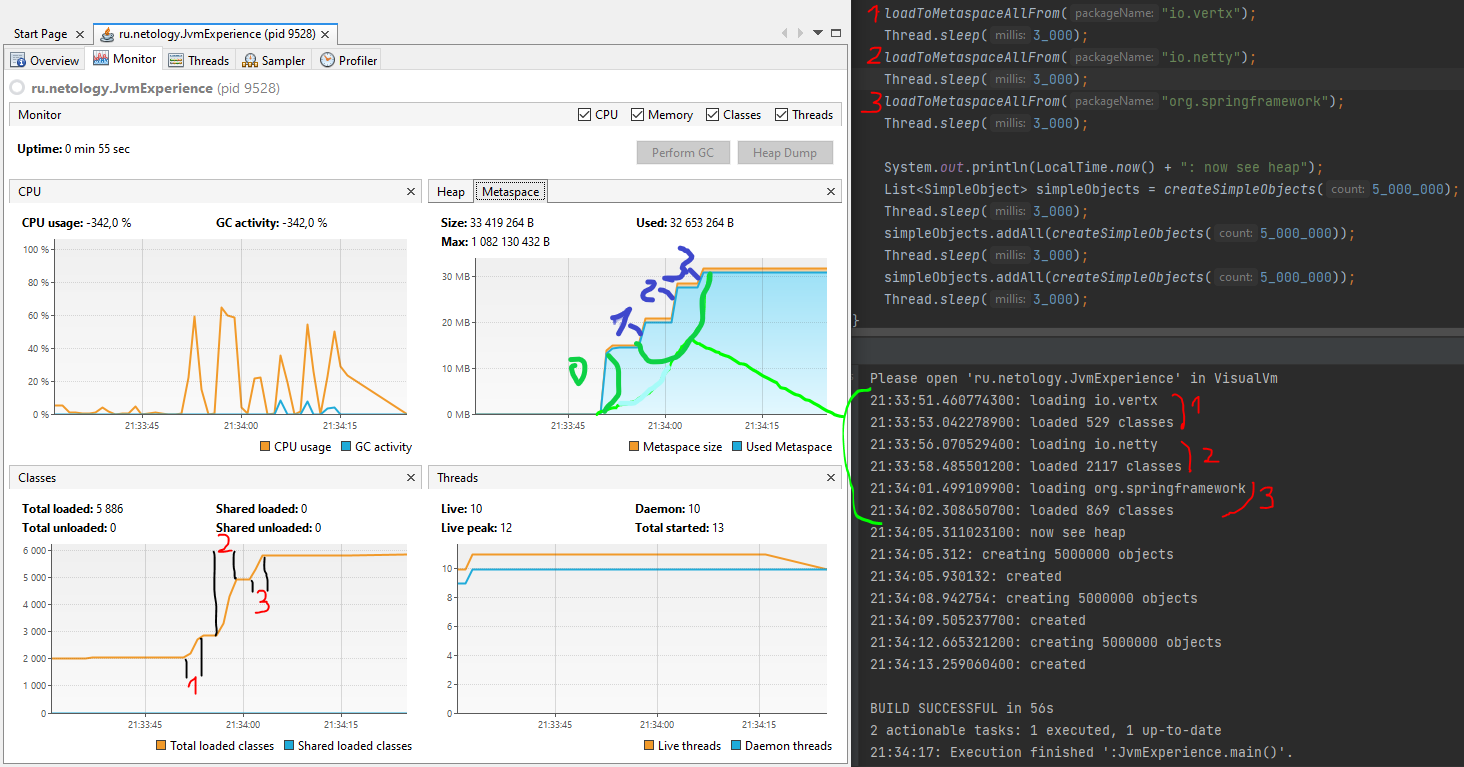 Start Page
ru.netology.JvmExperience (pid 9528)
Overview
Monitor
Threads
Sampler
Profiler
ru.netology.JvmExperience (pid 9528)
Monitor
CPU
Memory
Classes
Threads
Uptime: 0 min 55 sec
Perform GC
Heap Dump
CPU
CPU usage: -342,0 %
GC activity: -342,0 %
100 %
80 %
60 %
40 %
20 %
0 %
21:33:45
21:34:00
21:34:15
CPU usage
GC activity
Heap
Metaspace
Size: 33 419 264 B
Used: 32 653 264 B
Max: 1 082 130 432 B
30 MB
20 MB
10 MB
0 MB
0
1
2
3
21:33:45
21:34:00
21:34:15
Metaspace size
Used Metaspace
Classes
Total loaded: 5 886
Shared loaded: 0
Total unloaded: 0
Shared unloaded: 0
6 000
5 000
4 000
3 000
2 000
1 000
0
1
2
3
21:33:45
21:34:00
21:34:15
Total loaded classes
Shared loaded classes
Threads
Live: 10
Daemon: 10
Live peak: 12
Total started: 13
10
8
6
4
2
0
21:33:45
21:34:00
21:34:15
Live threads
Daemon threads
1 loadToMetaspaceAllFrom( packageName: "io.vertx");
Thread.sleep( millis: 3_000);
2 loadToMetaspaceAllFrom( packageName: "io.netty");
Thread.sleep( millis: 3_000);
3 loadToMetaspaceAllFrom( packageName: "org.springframework");
Thread.sleep( millis: 3_000);
System.out.println(LocalTime.now() + ": now see heap");
List<SimpleObject> simpleObjects = createSimpleObjects( count: 5_000_000);
Thread.sleep( millis: 3_000);
simpleObjects.addAll(createSimpleObjects( count: 5_000_000));
Thread.sleep( millis: 3_000);
simpleObjects.addAll(createSimpleObjects( count: 5_000_000));
Thread.sleep( millis: 3_000);
}
Please open 'ru.netology.JvmExperience' in VisualVm
21:33:51.460774300: loading io.vertx
21:33:53.042278900: loaded 529 classes
1
21:33:56.070529400: loading io.netty
21:33:58.485501200: loaded 2117 classes
2
21:34:01.499109900: loading org.springframework
21:34:02.308650700: loaded 869 classes
3
21:34:05.311023100: now see heap
21:34:05.312: creating 5000000 objects
21:34:05.930132: created
21:34:08.942754: creating 5000000 objects
21:34:09.505237700: created
21:34:12.665321200: creating 5000000 objects
21:34:13.259060400: created
BUILD SUCCESSFUL in 56s
2 actionable tasks: 1 executed, 1 up-to-date
21:34:17: Execution finished ':JvmExperience.main()'.